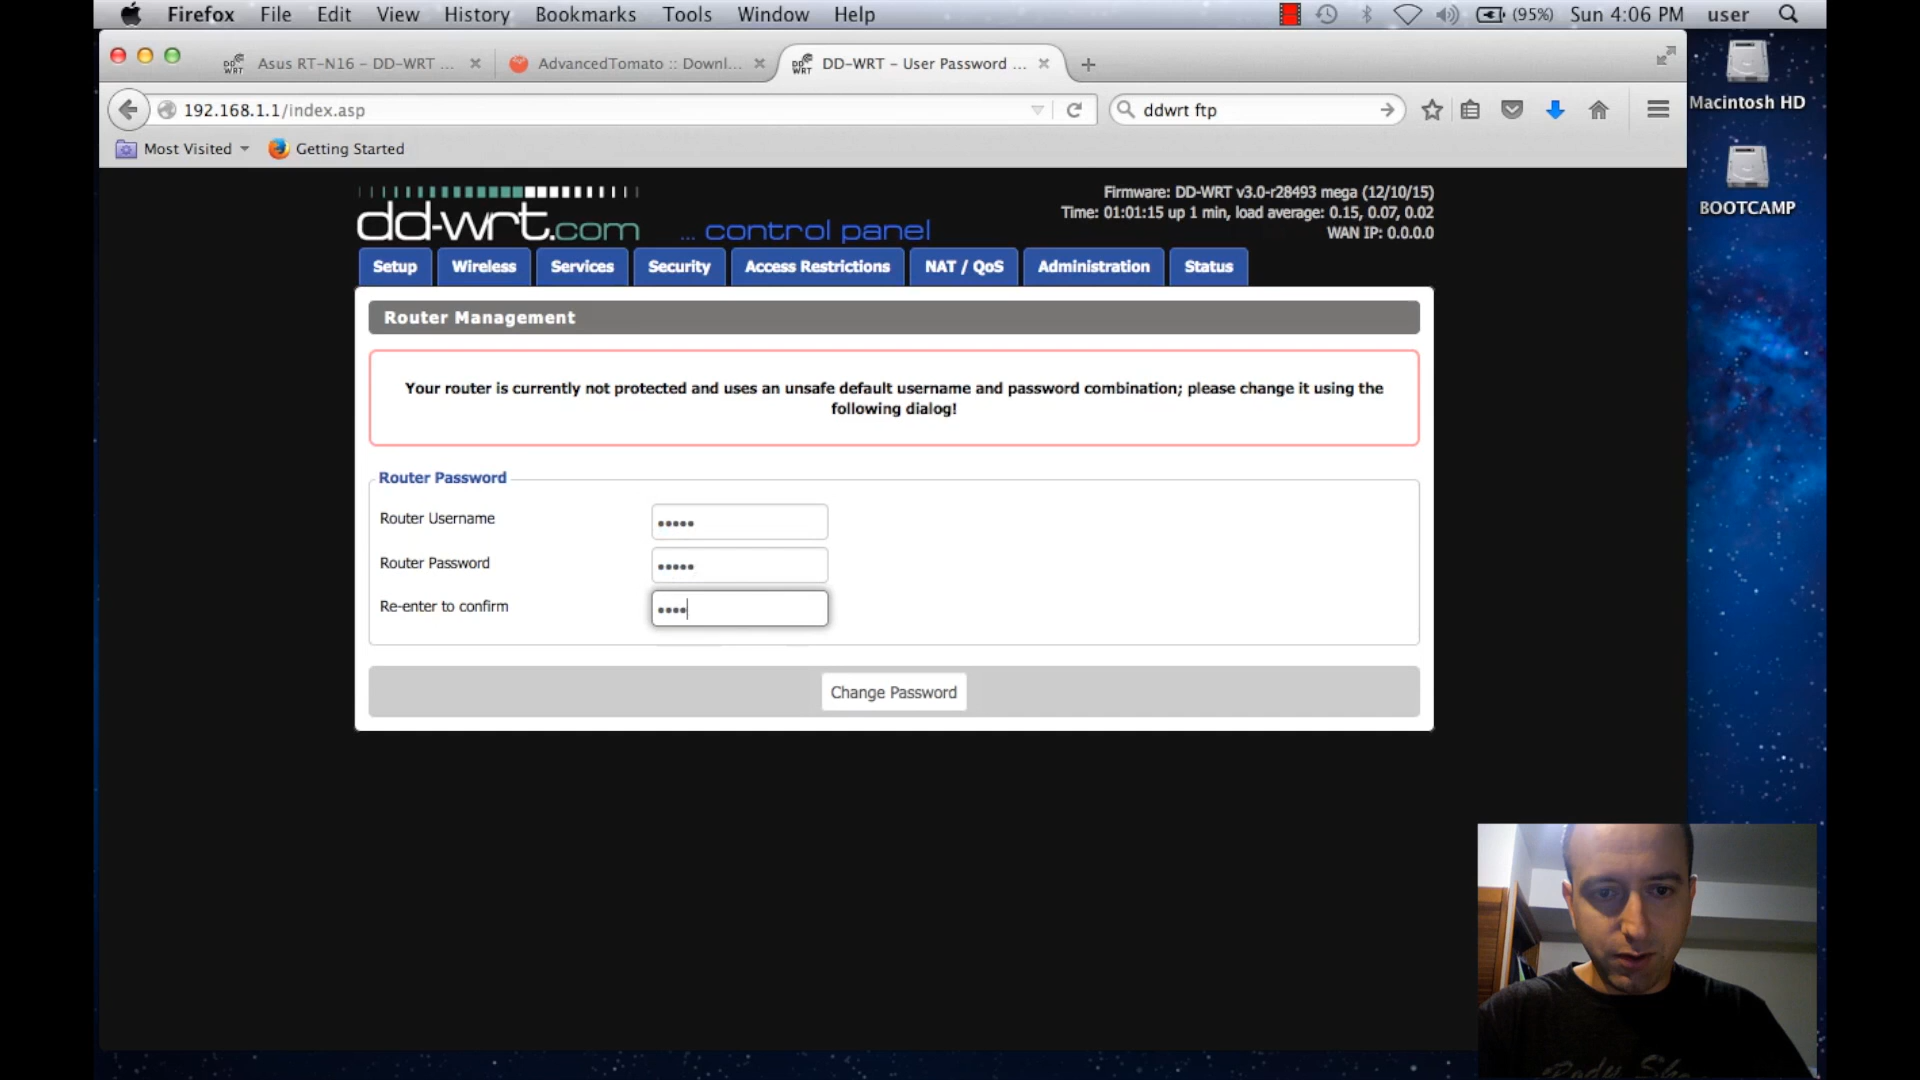 Firefox File Edit View History Bookmarks Tools Window Help (95%) Sun 4:06 PM user
Asus RT-N16 – DD-WRT ... AdvancedTomato :: Downl... DD-WRT – User Password ...
192.168.1.1/index.asp ddwrt ftp
Macintosh HD
Most Visited Getting Started
BOOTCAMP
dd-wrt.com ... control panel
Firmware: DD-WRT v3.0-r28493 mega (12/10/15)
Time: 01:01:15 up 1 min, load average: 0.15, 0.07, 0.02
WAN IP: 0.0.0.0
Setup Wireless Services Security Access Restrictions NAT / QoS Administration Status
Router Management
Your router is currently not protected and uses an unsafe default username and password combination; please change it using the
following dialog!
Router Password
Router Username
Router Password
Re-enter to confirm
Change Password